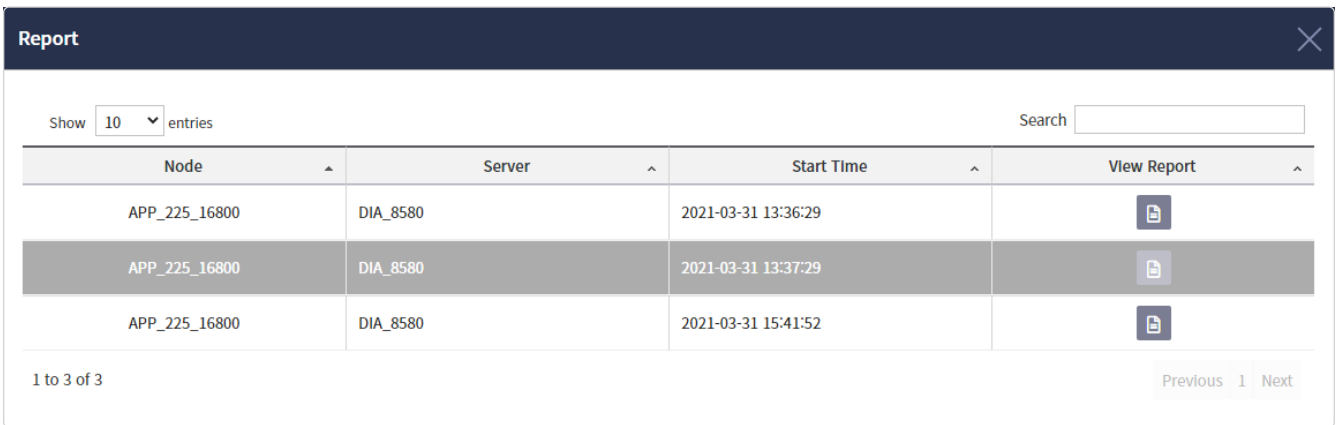 Report
Show 10 entries
Search
Node Server Start Time View Report
APP_225_16800 DIA_8580 2021-03-31 13:36:29
APP_225_16800 DIA_8580 2021-03-31 13:37:29
APP_225_16800 DIA_8580 2021-03-31 15:41:52
1 to 3 of 3
Previous 1 Next